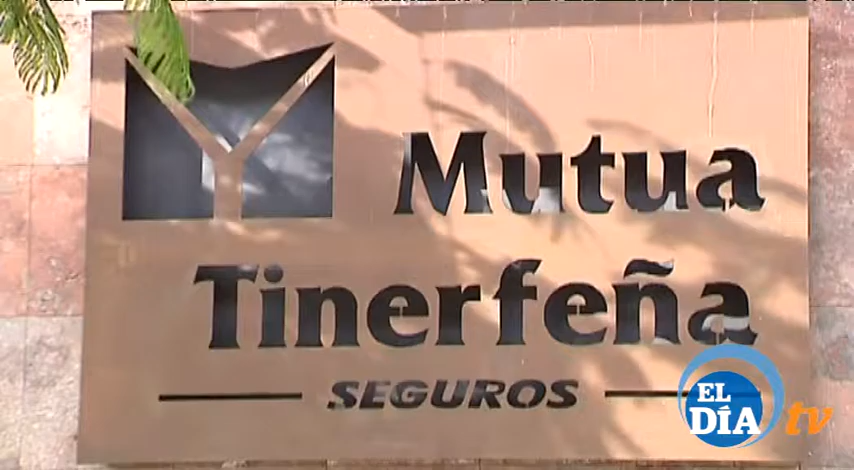 Mutua
Tinerfeña
SEGUROS
EL
DÍA tv